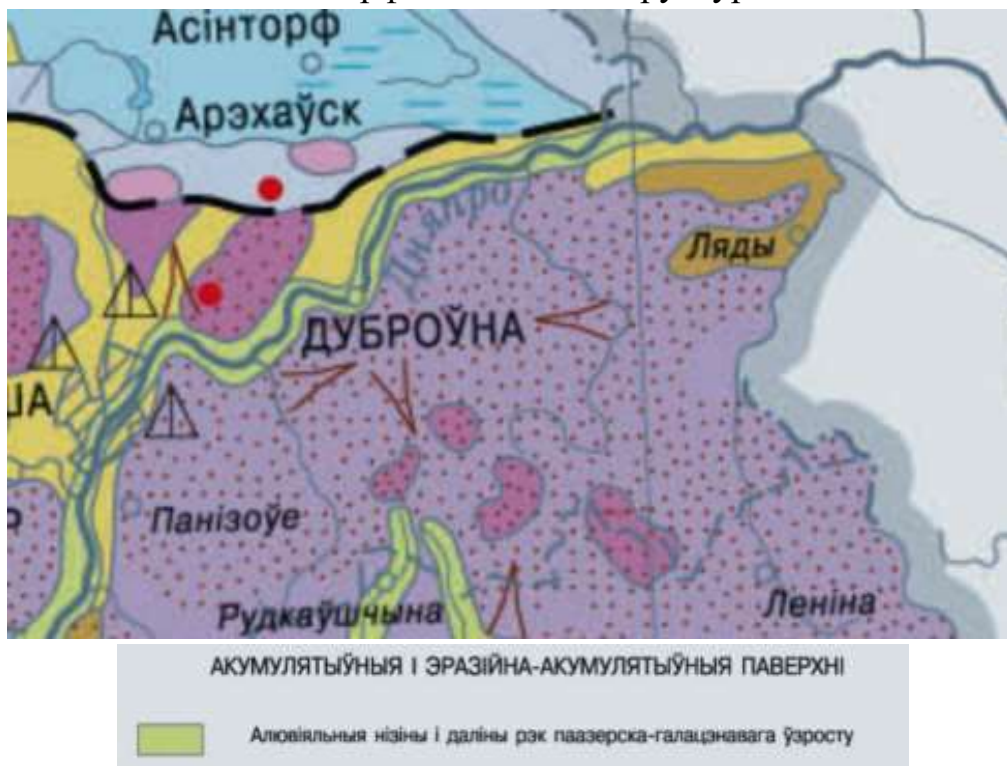 Асінторф
Арэхаўск
Дняпро
Ляды
ДУБРОЎНА
ША
Панізоўе
Рудкаўшчына
Леніна
АКУМУЛЯТЫЎНЫЯ І ЭРАЗІЙНА-АКУМУЛЯТЫЎНЫЯ ПАВЕРХНІ
Алювіяльныя нізіны і даліны рэк паазерска-галацэнавага ўзросту